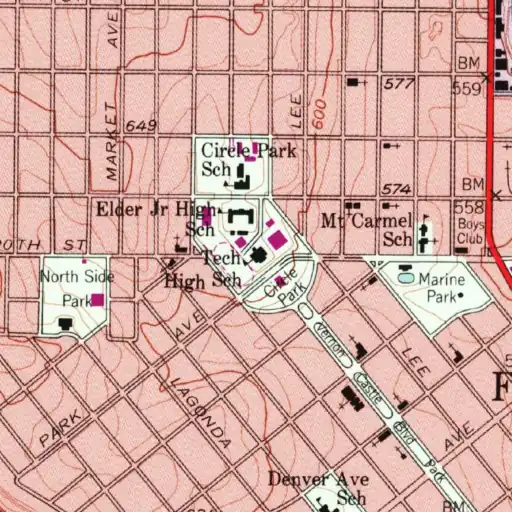 AVE
MARKET
LEE
600
BM
577
559
649
Circle Park
Sch
574
BM
558
Elder Jr High
Sch
Mt Carmel
Sch
Boys
Club
20TH ST
Tech
High Sch
Circle
Park
North Side
Park
Marine
Park
AVE
Vernon
Castle
Blvd
Park
LEE
AVE
PARK
LAGONDA
Denver Ave
Sch
F
BM